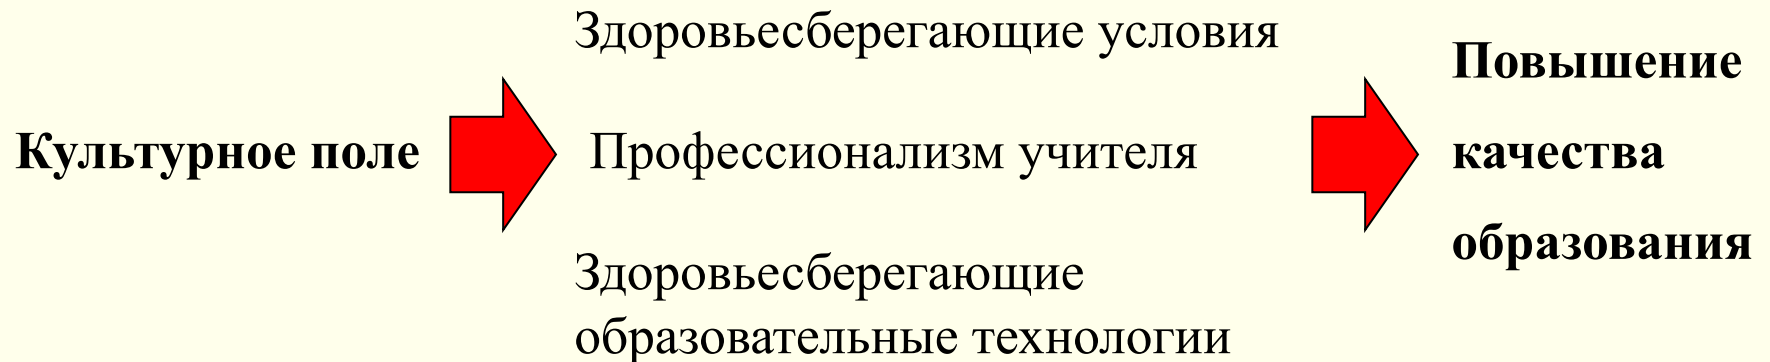 Культурное поле
Здоровьесберегающие условия
Профессионализм учителя
Здоровьесберегающие
образовательные технологии
Повышение
качества
образования